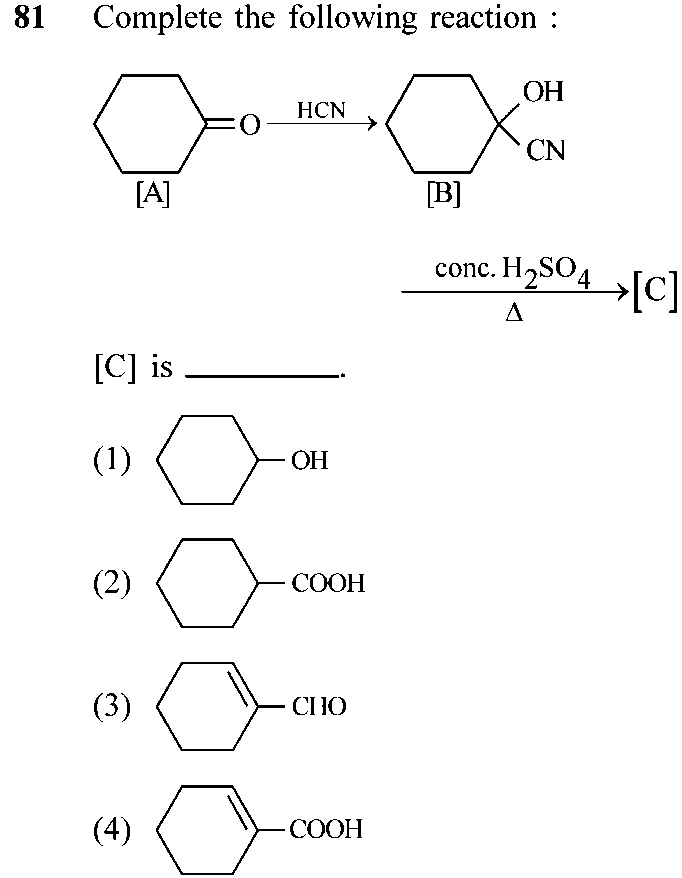 81 Complete the following reaction :
O HCN OH
CN
[A] [B]
conc. H2SO4 [C]
Δ
[C] is __________.
(1) OH
(2) COOH
(3) CHO
(4) COOH